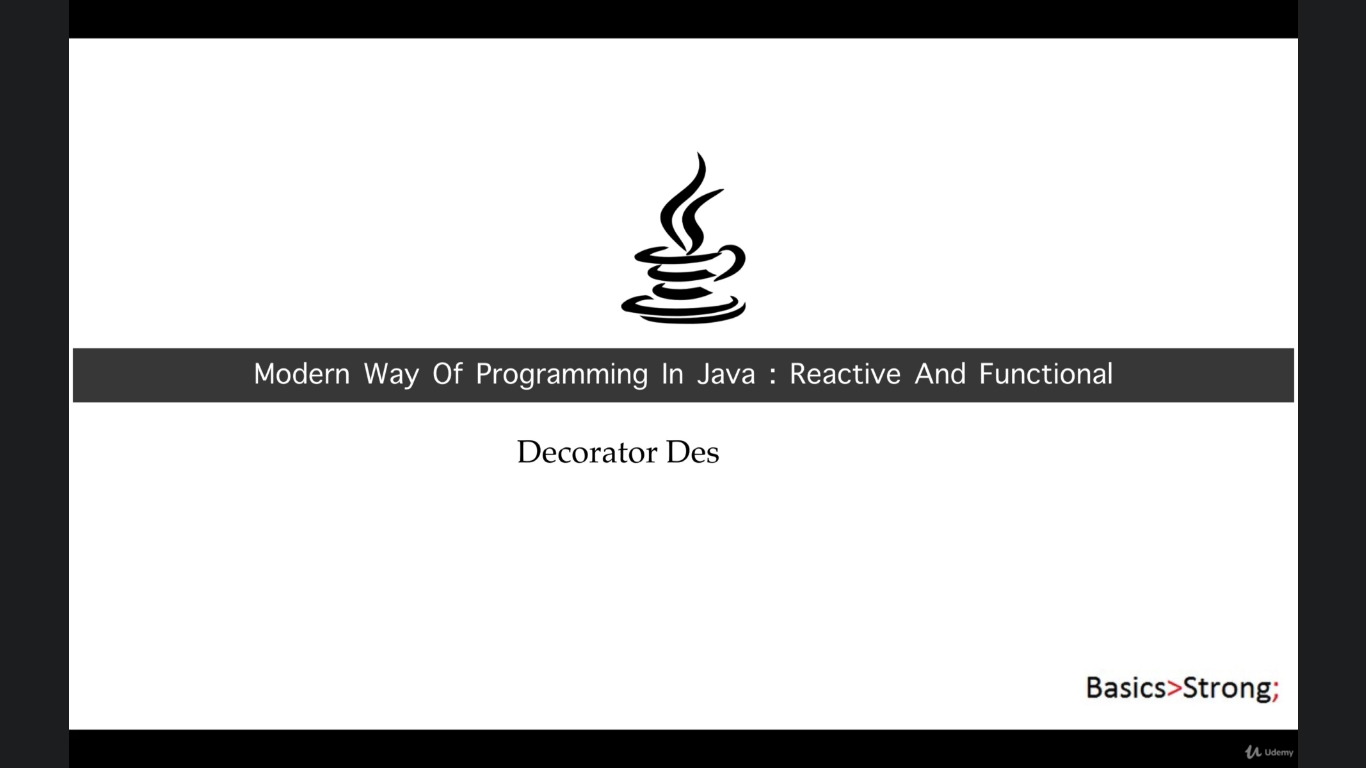 Modern Way Of Programming In Java : Reactive And Functional
Decorator Des
Basics>Strong;
Udemy